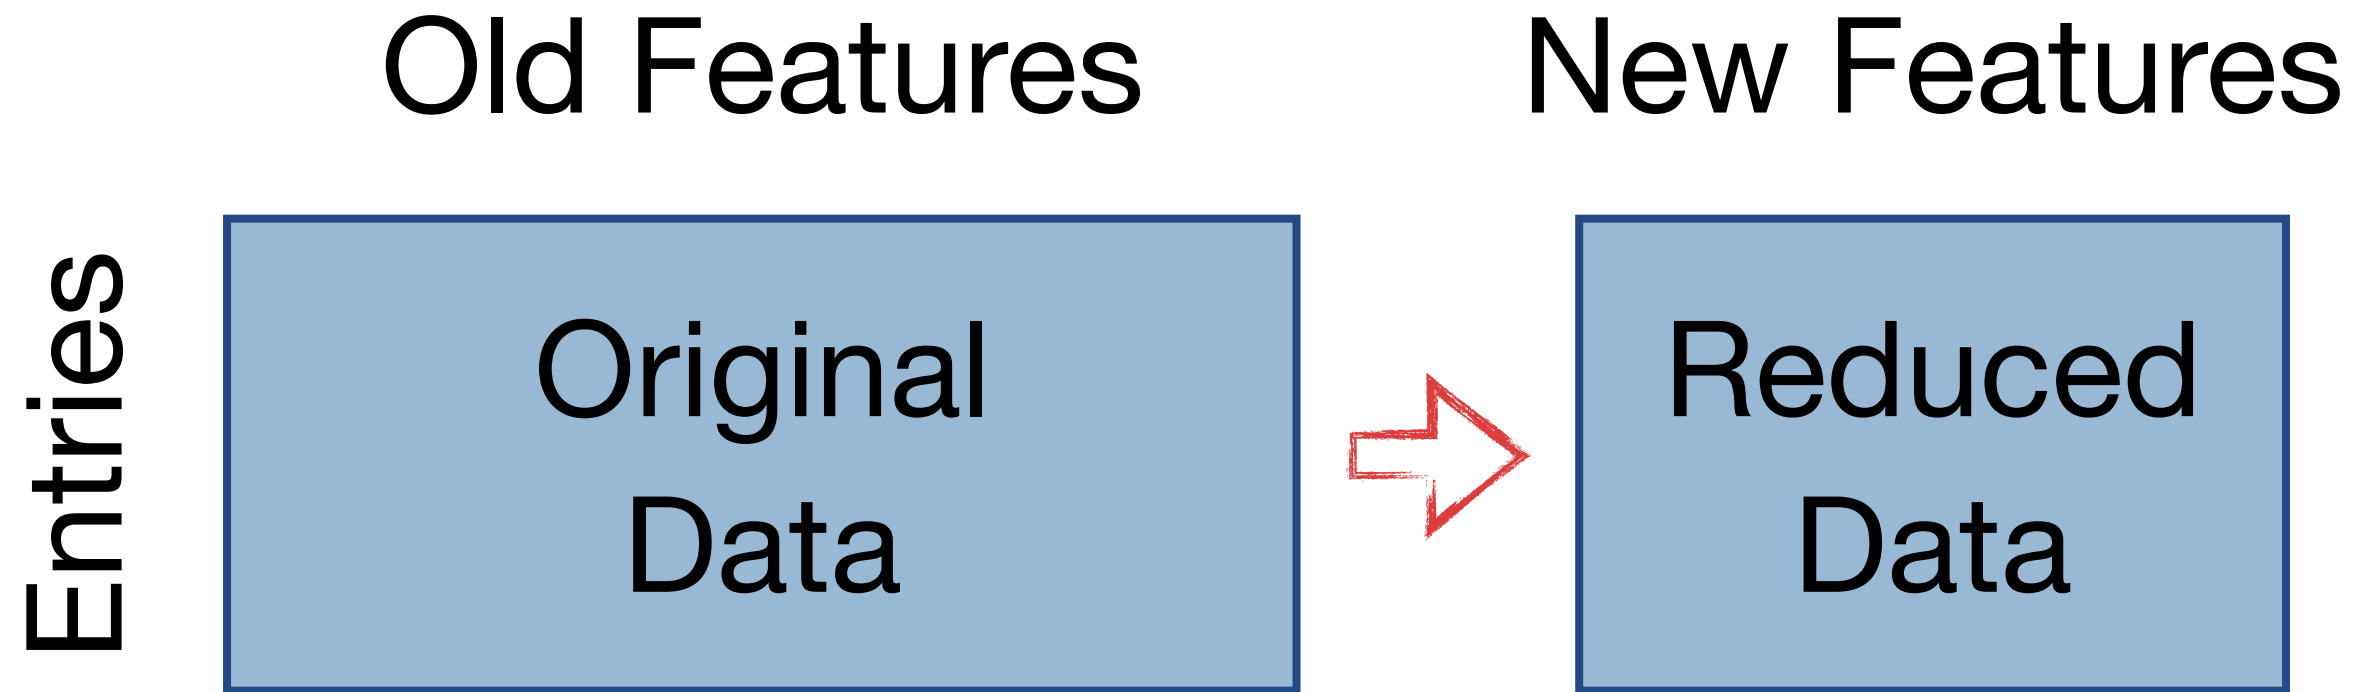 Old Features
New Features
Entries
Original
Data
Reduced
Data